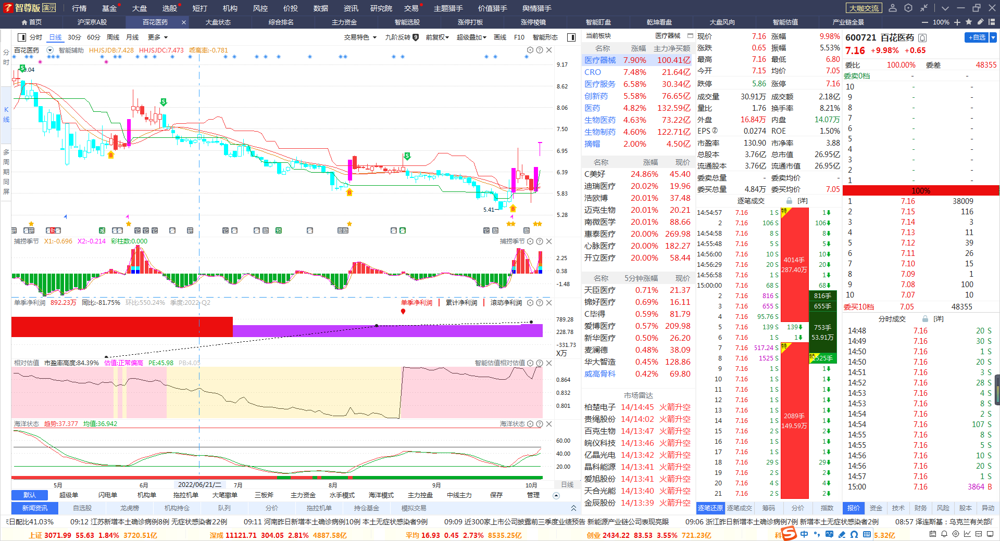 智尊版 演示 行情 基金 大盘 选股 短打 机构 风控 价投 数据 资讯 研究院 交易 主题猎手 价值猎手 舆情猎手 大咖交流
首页 沪深京A股 百花医药 大盘状态 综合排名 主力资金 智能选股 涨停打板 涨停棱镜 智能盯盘 乾坤看盘 大盘风向 智能估值 产业链全景 100%
分时 日线 30分 60分 周线 月线 更多 交易特色 九阶反转 9 前复权 超级叠加 画线 F10 智能形态
分时
K线
多周期同屏
百花医药 智能辅助 HHJSJDB:7.428 HHJSJDC:7.473 乖离率:-0.781
9.04
5.41
9.17
8.62
8.06
7.50
6.95
6.39
5.83
5.28
捕捞季节 X1:-0.696 X2:-0.214 彩柱数:0.000 捕捞季节
2.25
0.38
-1.48
单季净利润 892.23万 同比:-81.75% 环比:550.24% 季度:2022-Q2 单季净利润 累计净利润 滚动净利润
789.28
228.78
-331.73
X万
相对估值 市盈率高度:84.39% 估值:正常偏高 PE:45.98 PB:4.05 智能估值相对估值
0.864
0.832
0.801
海洋状态 趋势:37.377 均值:36.942 海洋状态
60.00
40.00
20.00
5月 6月 2022/06/21/二 7月 8月 9月 10月 日线
默认 超级单 闪电单 机构单 拖拉机单 大笔撤单 三板斧 主力资金 水手模式 海洋模式 主力控盘 中线主力 保存 管理
新闻资讯 自选股 龙虎榜 机构持仓 队列 分价 拖拉机单 持仓基金 模拟交易
当前板块 医疗器械
名称 涨幅 主力净买额
医疗器械 7.90% 100.41亿
CRO 7.48% 21.64亿
医疗服务 6.58% 30.34亿
创新药 5.58% 76.65亿
医药 4.82% 132.59亿
生物医药 4.63% 73.22亿
生物制药 4.60% 122.71亿
摘帽 2.00% 4.50亿
名称 涨幅 现价
C美好 24.86% 45.40
迪瑞医疗 20.02% 19.96
浩欧博 20.01% 37.48
迈克生物 20.01% 20.21
南微医学 20.01% 88.66
惠泰医疗 20.00% 269.98
心脉医疗 20.00% 182.27
开立医疗 20.00% 58.44
名称 5分钟涨幅 现价
天臣医疗 0.71% 21.37
锦好医疗 0.69% 16.11
C毕得 0.59% 81.79
爱博医疗 0.57% 209.98
新华医疗 0.50% 26.20
麦澜德 0.48% 38.09
华大智造 0.45% 128.86
威高骨科 0.42% 69.80
市场雷达
柏楚电子 14/14:45 火箭升空
贵绳股份 14/14:02 火箭升空
百克生物 14/13:47 火箭升空
皖仪科技 14/13:46 火箭升空
亿晶光电 14/13:42 火箭升空
晶科能源 14/13:41 火箭升空
爱旭股份 14/13:41 火箭升空
天合光能 14/13:40 火箭升空
金辰股份 14/13:39 火箭升空
现价 7.16 涨幅 9.98%
涨跌 0.65 振幅 5.53%
最高 7.16 最低 6.80
今开 7.15 均价 7.05
跌停 5.86 涨停 7.16
成交量 30.91万 成交额 2.18亿
量比 1.76 换手率 8.21%
外盘 16.84万 内盘 14.07万
EPS② 0.0274 ROE 1.50%
市盈率 130.90 市净率 3.88
总股本 3.76亿 总市值 26.95亿
流通股本 3.76亿 流通市值 26.95亿
委卖总量 - 委卖均价 -
委买总量 4.84万 委买均价 7.05
逐笔成交 [详]
14:54:57 7.16 1 S 特 1
2 7.16 106 S 106
14:54:58 7.16 8 S 8
14:55:48 7.16 5 S 5
14:56:00 7.16 10 S 10
14:56:29 7.16 20 S 20
14:56:58 7.16 1 S 1
15:00:00 7.16 68 S 68
2 7.16 816 S 816手
3 7.16 655 S 655手
4 7.16 95.76 S
5 7.16 139 S 139 753手
6 7.16 1 S 1 53.91万
7 7.16 517.24 S 特
8 7.16 1525 S 特 1525手
9 7.16 1 S 1
10 7.16 1 S 1
11 7.16 1 S 1
12 7.16 1 S 1
13 7.16 1 S 1
14 7.16 1 S 1
15 7.16 2 S 2
16 7.16 1 S 1
17 7.16 1 S 1
18 7.16 29 S 29
19 7.16 2 S 2
20 7.16 4 S 4
21 7.16 2 S 2
4014手
287.40万
2089手
149.59万
逐笔还原 逐笔成交 筹码 分价 指数
600721 百花医药 +自选
7.16 +9.98% +0.65
委比 100.00% 委差 48355
委卖0档 - -
10 - -
9 - -
8 - -
7 - -
6 - -
5 - -
4 - -
3 - -
2 - -
1 - -
100%
1 7.16 38009
2 7.15 116
3 7.14 3
4 7.13 11
5 7.12 39
6 7.11 26
7 7.10 15
8 7.09 1
9 7.08 100
10 7.07 10
委买10档 7.05 48355
分时成交 [详]
14:48 7.16 20 S
14:49 7.16 30 S
14:50 7.16 1 S
14:50 7.16 20 S
14:51 7.16 3 S
14:52 7.16 28 S
14:53 7.16 4 S
14:53 7.16 8 S
14:54 7.16 2 S
14:54 7.16 107 S
14:55 7.16 8 S
14:55 7.16 5 S
14:56 7.16 10 S
14:56 7.16 20 S
14:57 7.16 1 S
15:00 7.16 3864 B
报价 资金 技术 财务 风险 股本 异动
日配比41.03% 09:12 江苏新增本土确诊病例8例 无症状感染者22例 09:11 河南昨日新增本土确诊病例10例 本土无症状感染者9例 09:09 近300家上市公司披露前三季度业绩预告 新能源产业链公司表现亮眼 09:06 浙江昨日新增本土确诊病例7例 新增本土无症状感染者2例 08:57 泽连斯基：乌克兰有关部
上证 3071.99 55.63 1.84% 3720.51亿 深成 11121.71 304.05 2.81% 4887.58亿 平均 16.93 0.45 2.73% 8535.25亿 创业 2434.22 83.53 3.55% 721.23亿 科 中 5.32亿